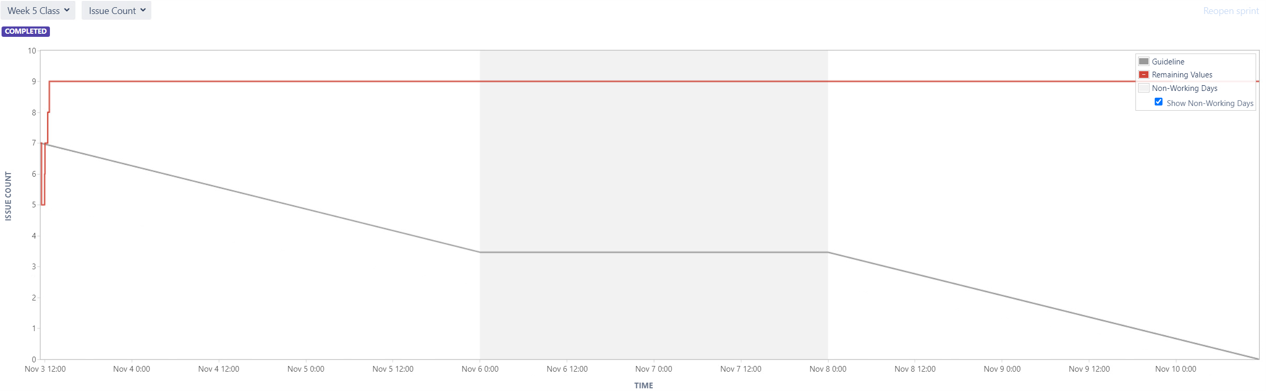 Week 5 Class Issue Count Reopen sprint
COMPLETED
10
9
8
7
6
5
4
3
2
1
0
ISSUE COUNT
Guideline
Remaining Values
Non-Working Days
Show Non-Working Days
Nov 3 12:00 Nov 4 0:00 Nov 4 12:00 Nov 5 0:00 Nov 5 12:00 Nov 6 0:00 Nov 6 12:00 Nov 7 0:00 Nov 7 12:00 Nov 8 0:00 Nov 8 12:00 Nov 9 0:00 Nov 9 12:00 Nov 10 0:00
TIME